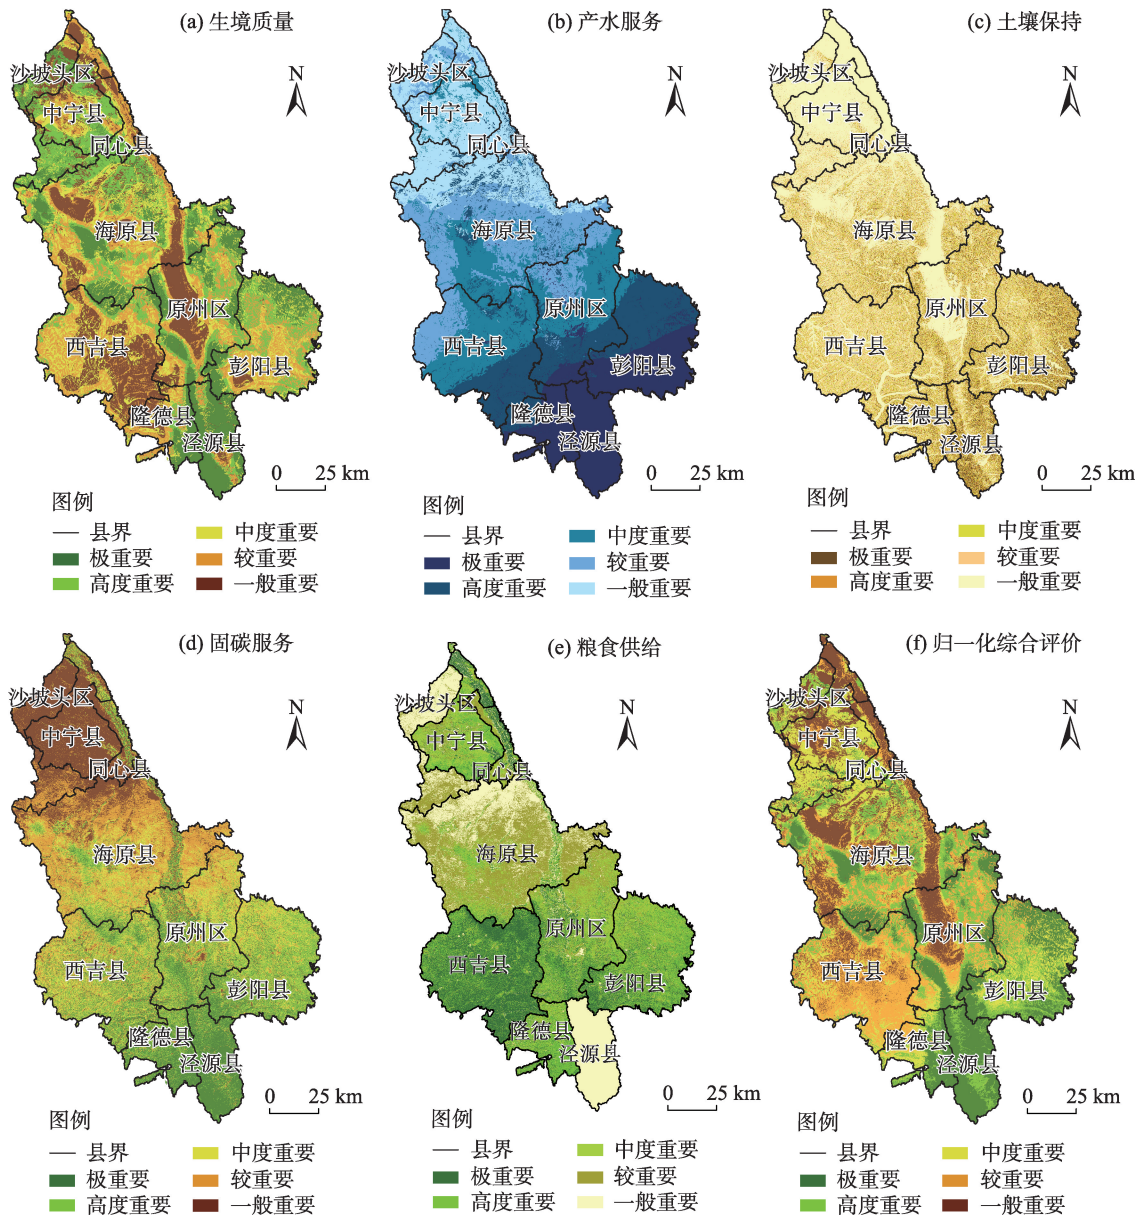 (a) 生境质量
N
沙坡头区
中宁县
同心县
海原县
原州区
西吉县
彭阳县
隆德县
泾源县
0 25 km
图例
县界
极重要
高度重要
中度重要
较重要
一般重要
(b) 产水服务
N
沙坡头区
中宁县
同心县
海原县
原州区
西吉县
彭阳县
隆德县
泾源县
0 25 km
图例
县界
极重要
高度重要
中度重要
较重要
一般重要
(c) 土壤保持
N
沙坡头区
中宁县
同心县
海原县
原州区
西吉县
彭阳县
隆德县
泾源县
0 25 km
图例
县界
极重要
高度重要
中度重要
较重要
一般重要
(d) 固碳服务
N
沙坡头区
中宁县
同心县
海原县
原州区
西吉县
彭阳县
隆德县
泾源县
0 25 km
图例
县界
极重要
高度重要
中度重要
较重要
一般重要
(e) 粮食供给
N
沙坡头区
中宁县
同心县
海原县
原州区
西吉县
彭阳县
隆德县
泾源县
0 25 km
图例
县界
极重要
高度重要
中度重要
较重要
一般重要
(f) 归一化综合评价
N
沙坡头区
中宁县
同心县
海原县
原州区
西吉县
彭阳县
隆德县
泾源县
0 25 km
图例
县界
极重要
高度重要
中度重要
较重要
一般重要